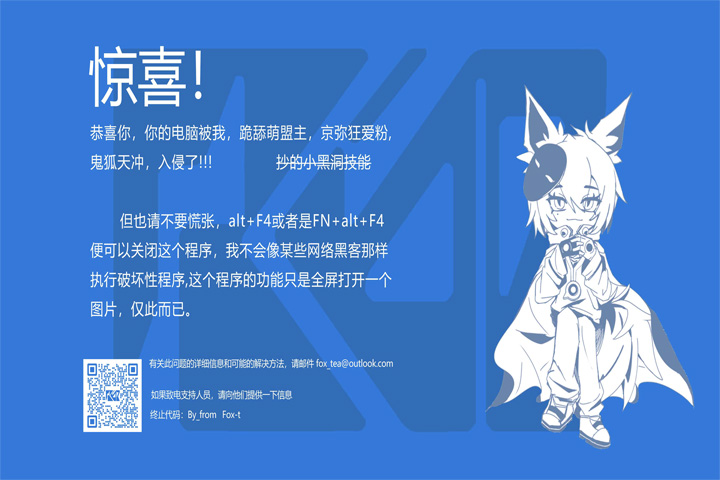 惊喜！
恭喜你，你的电脑被我，跪舔萌盟主，京弥狂爱粉，
鬼狐天冲，入侵了!!! 抄的小黑洞技能
但也请不要慌张，alt+F4或者是FN+alt+F4
便可以关闭这个程序，我不会像某些网络黑客那样
执行破坏性程序,这个程序的功能只是全屏打开一个
图片，仅此而已。
有关此问题的详细信息和可能的解决方法，请邮件 fox_tea@outlook.com
如果致电支持人员，请向他们提供一下信息
终止代码：By_from Fox-t